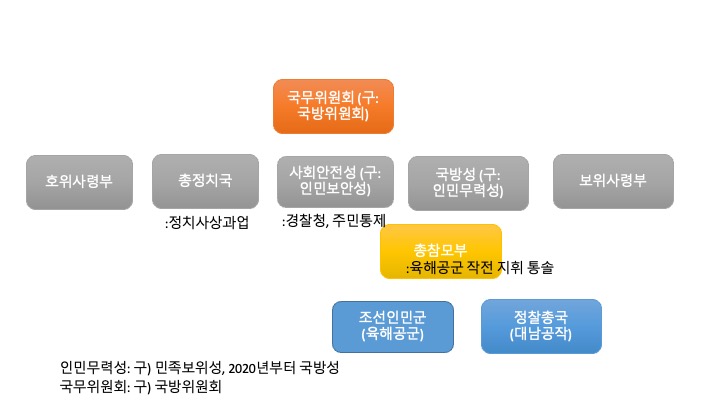 국무위원회 (구:
국방위원회)
호위사령부
총정치국
사회안전성 (구:
인민보안성)
국방성 (구:
인민무력성)
보위사령부
:정치사상과업
:경찰청, 주민통제
총참모부
:육해공군 작전 지휘 통솔
조선인민군
(육해공군)
정찰총국
(대남공작)
인민무력성: 구) 민족보위성, 2020년부터 국방성
국무위원회: 구) 국방위원회